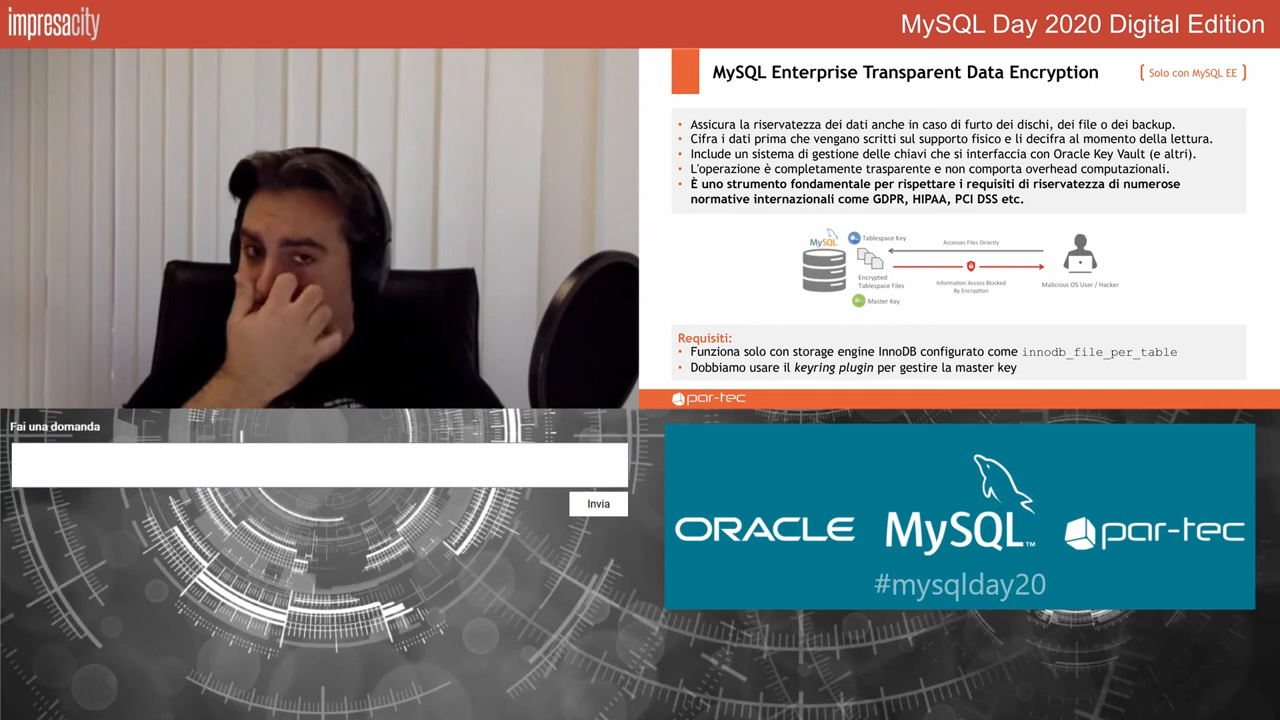 impresacity
MySQL Day 2020 Digital Edition
MySQL Enterprise Transparent Data Encryption
[ Solo con MySQL EE ]
• Assicura la riservatezza dei dati anche in caso di furto dei dischi, dei file o dei backup.
• Cifra i dati prima che vengano scritti sul supporto fisico e li decifra al momento della lettura.
• Include un sistema di gestione delle chiavi che si interfaccia con Oracle Key Vault (e altri).
• L'operazione è completamente trasparente e non comporta overhead computazionali.
• È uno strumento fondamentale per rispettare i requisiti di riservatezza di numerose
normative internazionali come GDPR, HIPAA, PCI DSS etc.
MySQL
Tablespace Key
Encrypted
Tablespace Files
Master Key
Accesses Files Directly
Information Access Blocked
By Encryption
Malicious OS User / Hacker
Requisiti:
• Funziona solo con storage engine InnoDB configurato come innodb_file_per_table
• Dobbiamo usare il keyring plugin per gestire la master key
par-tec
Fai una domanda
Invia
ORACLE
MySQL™
par-tec
#mysqlday20